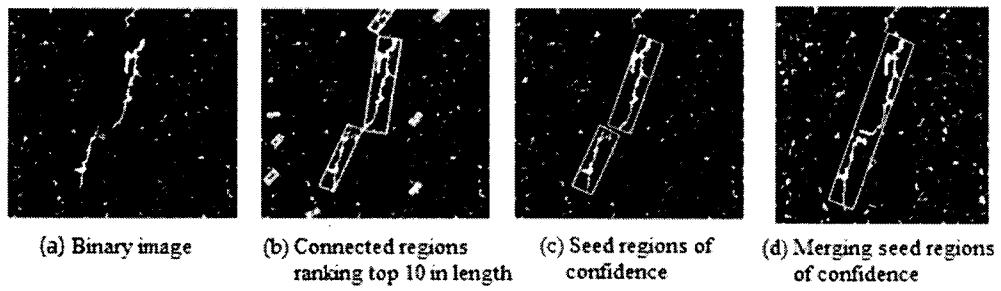 (a) Binary image
(b) Connected regions
ranking top 10 in length
(c) Seed regions of
confidence
(d) Merging seed regions
of confidence